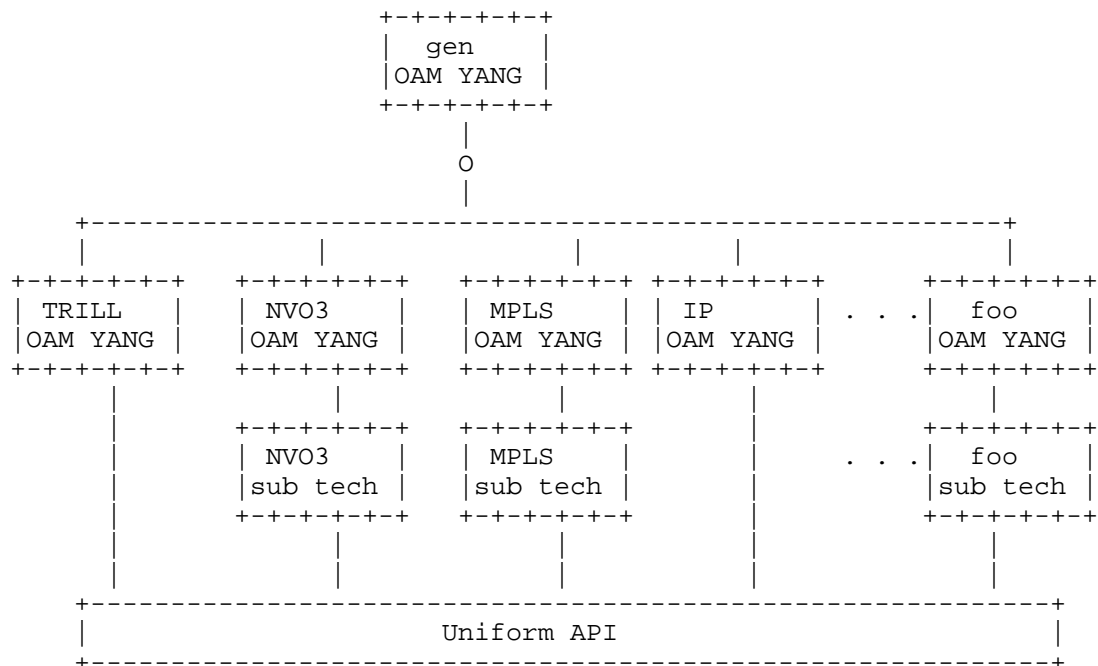 gen
OAM YANG
O
TRILL NVO3 MPLS IP . . . foo
OAM YANG OAM YANG OAM YANG OAM YANG OAM YANG
NVO3 MPLS . . . foo
sub tech sub tech sub tech
Uniform API